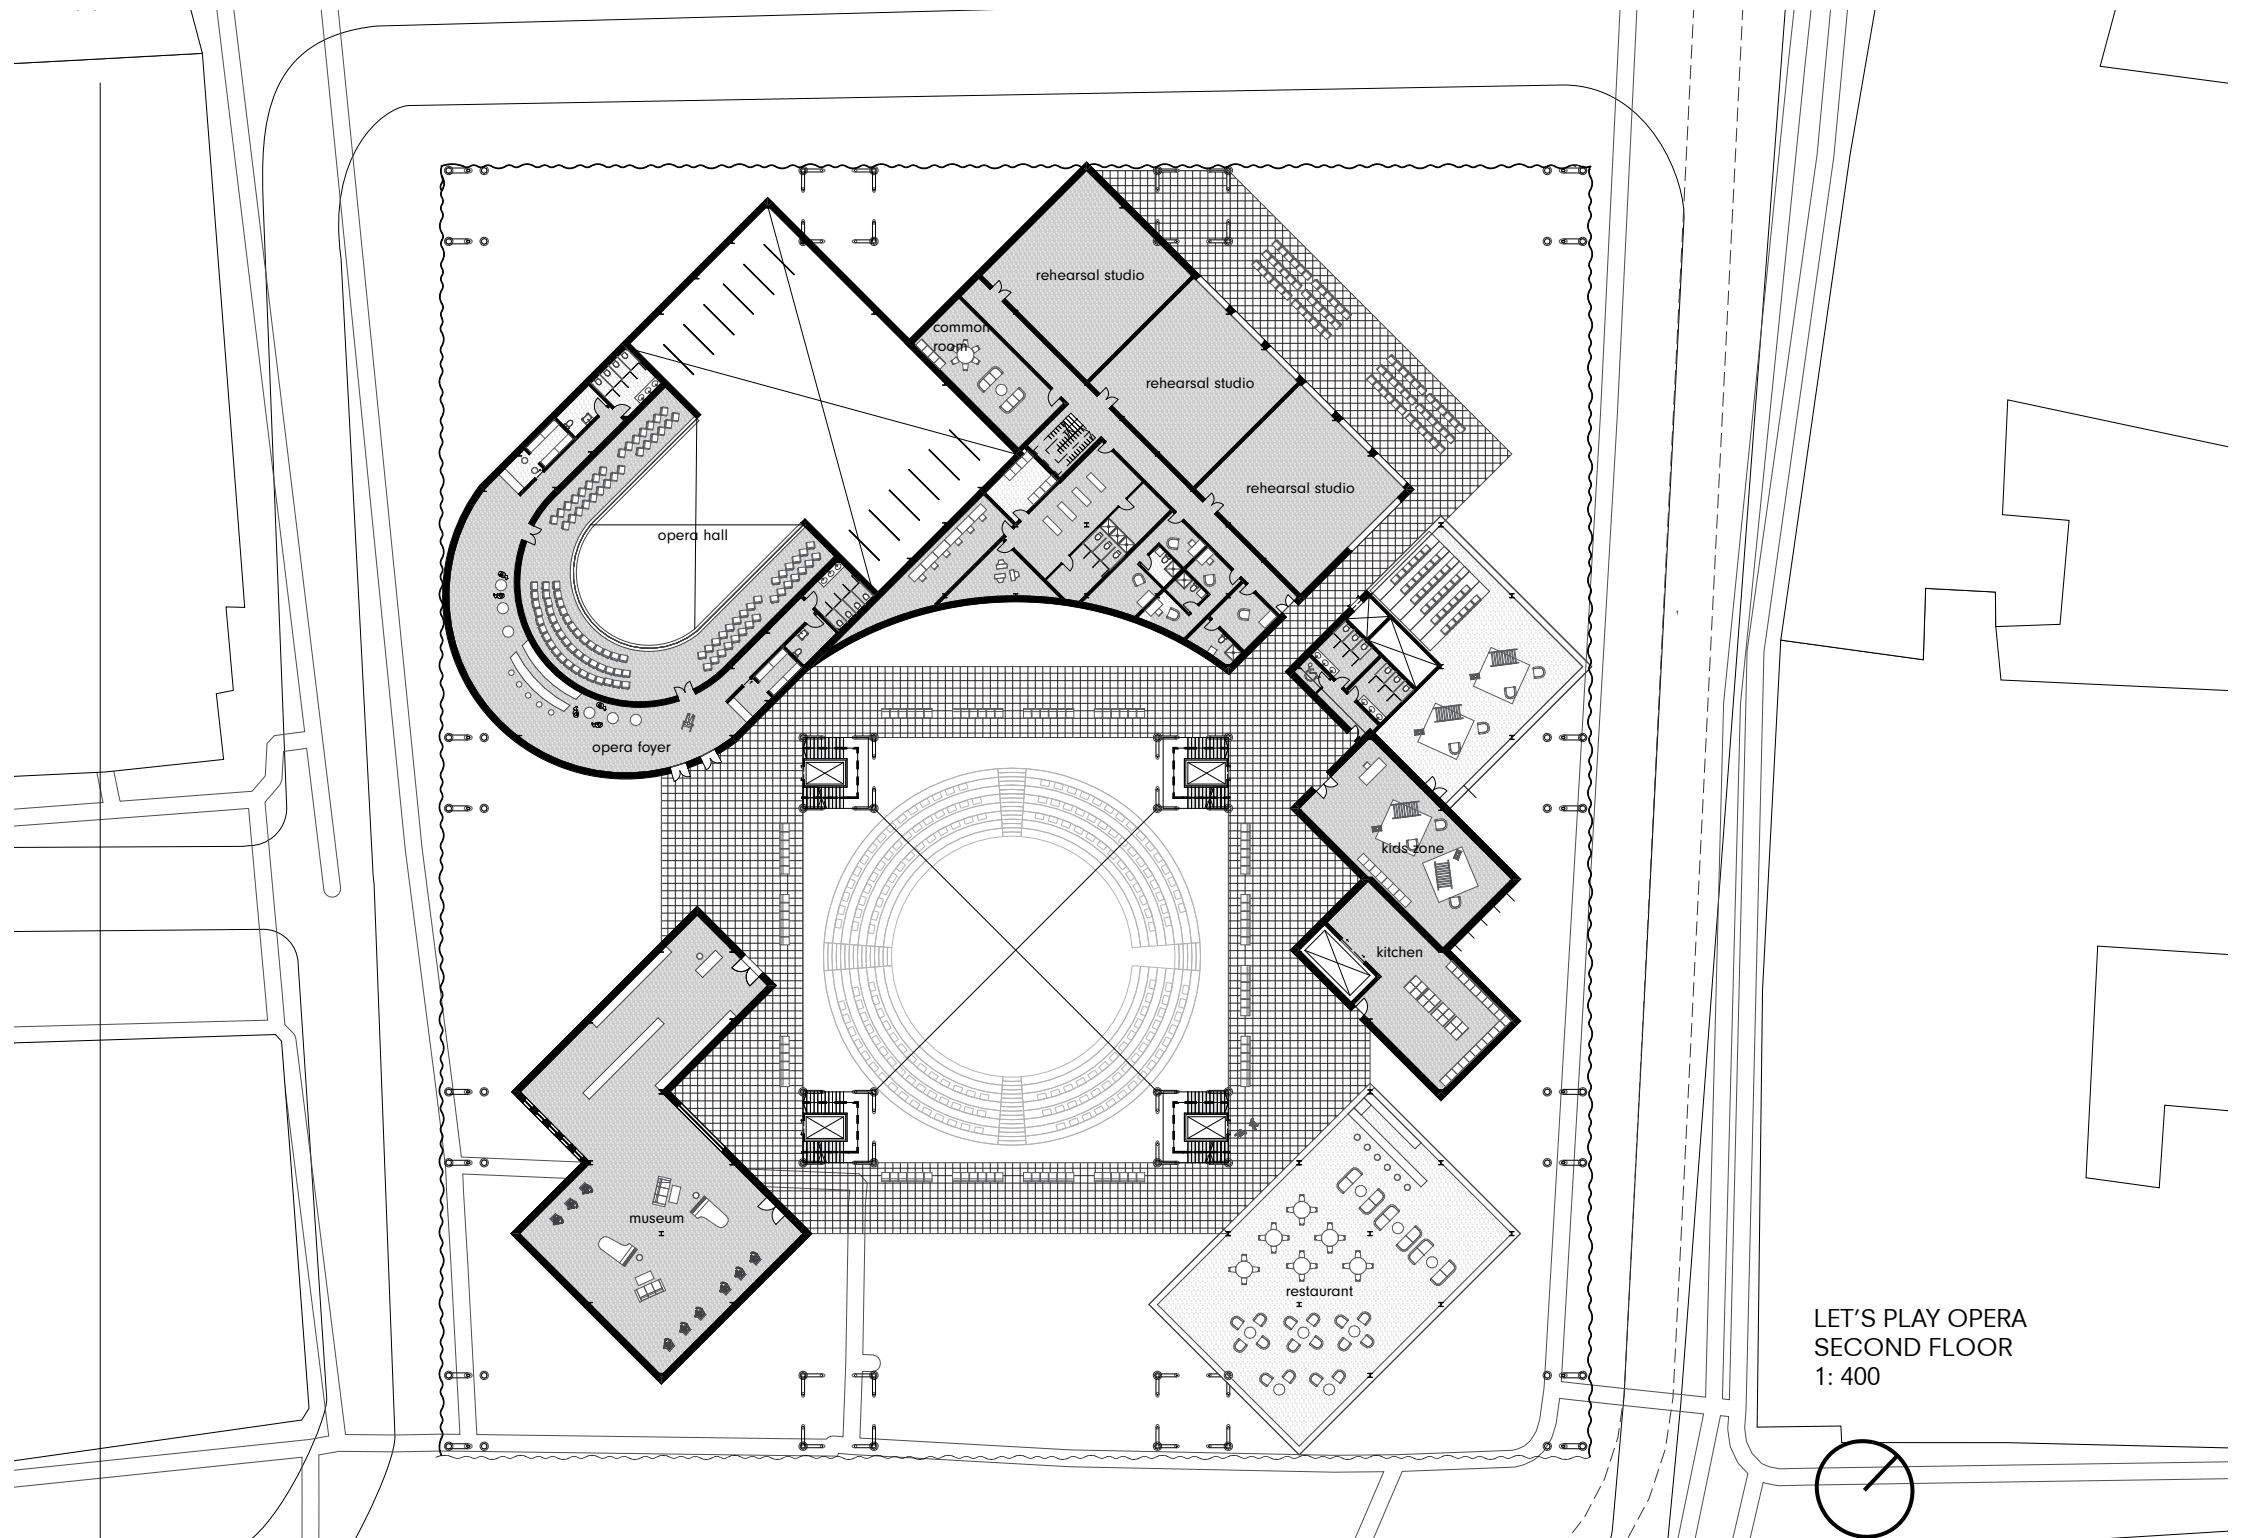 rehearsal studio
common
room
rehearsal studio
rehearsal studio
opera hall
opera foyer
kids zone
kitchen
museum
restaurant
LET’S PLAY OPERA
SECOND FLOOR
1: 400